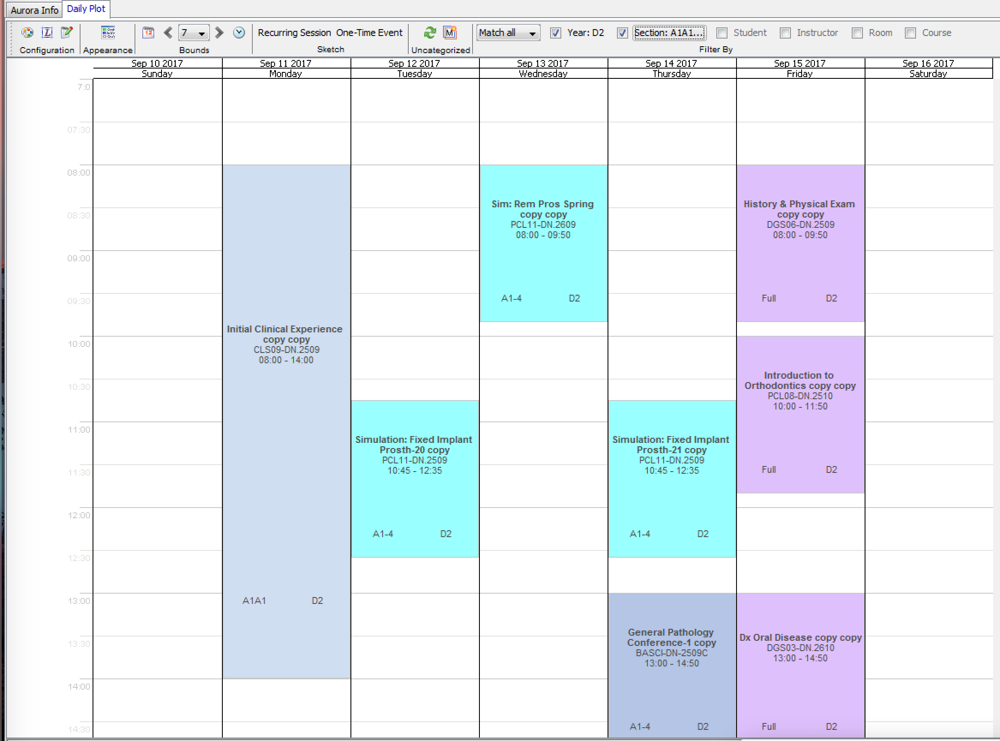 Aurora Info
Daily Plot
7
Recurring Session One-Time Event
Match all
Year: D2
Section: A1A1...
Student
Instructor
Room
Course
Configuration
Appearance
Bounds
Sketch
Uncategorized
Filter By
Sep 10 2017
Sep 11 2017
Sep 12 2017
Sep 13 2017
Sep 14 2017
Sep 15 2017
Sep 16 2017
Sunday
Monday
Tuesday
Wednesday
Thursday
Friday
Saturday
7:0
07:30
08:00
08:30
09:00
09:30
10:00
10:30
11:00
11:30
12:00
12:30
13:00
13:30
14:00
14:30
Initial Clinical Experience
copy copy
CLS09-DN.2509
08:00 - 14:00
A1A1 D2
Simulation: Fixed Implant
Prosth-20 copy
PCL11-DN.2509
10:45 - 12:35
A1-4 D2
Sim: Rem Pros Spring
copy copy
PCL11-DN.2609
08:00 - 09:50
A1-4 D2
Simulation: Fixed Implant
Prosth-21 copy
PCL11-DN.2509
10:45 - 12:35
A1-4 D2
General Pathology
Conference-1 copy
BASCI-DN-2509C
13:00 - 14:50
A1-4 D2
History & Physical Exam
copy copy
DGS06-DN.2509
08:00 - 09:50
Full D2
Introduction to
Orthodontics copy copy
PCL08-DN.2510
10:00 - 11:50
Full D2
Dx Oral Disease copy copy
DGS03-DN.2610
13:00 - 14:50
Full D2